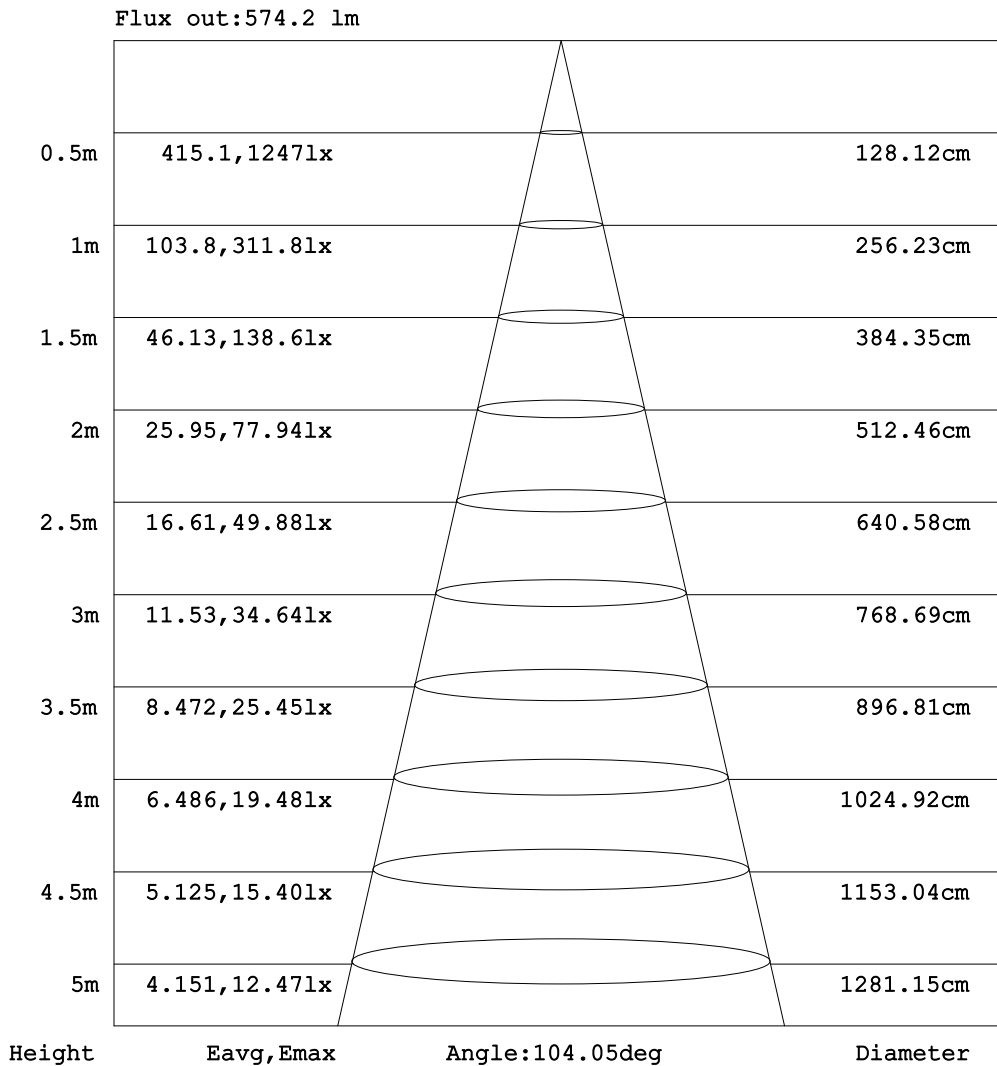 Flux out:574.2 lm
0.5m 415.1,1247lx 128.12cm
1m 103.8,311.8lx 256.23cm
1.5m 46.13,138.6lx 384.35cm
2m 25.95,77.94lx 512.46cm
2.5m 16.61,49.88lx 640.58cm
3m 11.53,34.64lx 768.69cm
3.5m 8.472,25.45lx 896.81cm
4m 6.486,19.48lx 1024.92cm
4.5m 5.125,15.40lx 1153.04cm
5m 4.151,12.47lx 1281.15cm
Height Eavg,Emax Angle:104.05deg Diameter